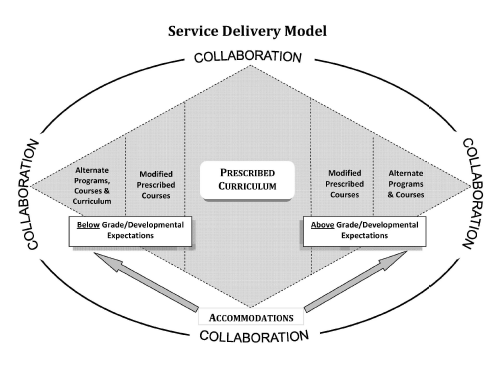 Service Delivery Model
COLLABORATION
COLLABORATION
COLLABORATION
Alternate
Programs,
Courses &
Curriculum
Modified
Prescribed
Courses
PRESCRIBED
CURRICULUM
Modified
Prescribed
Courses
Alternate
Programs
& Courses
Below Grade/Developmental
Expectations
Above Grade/Developmental
Expectations
ACCOMMODATIONS
COLLABORATION